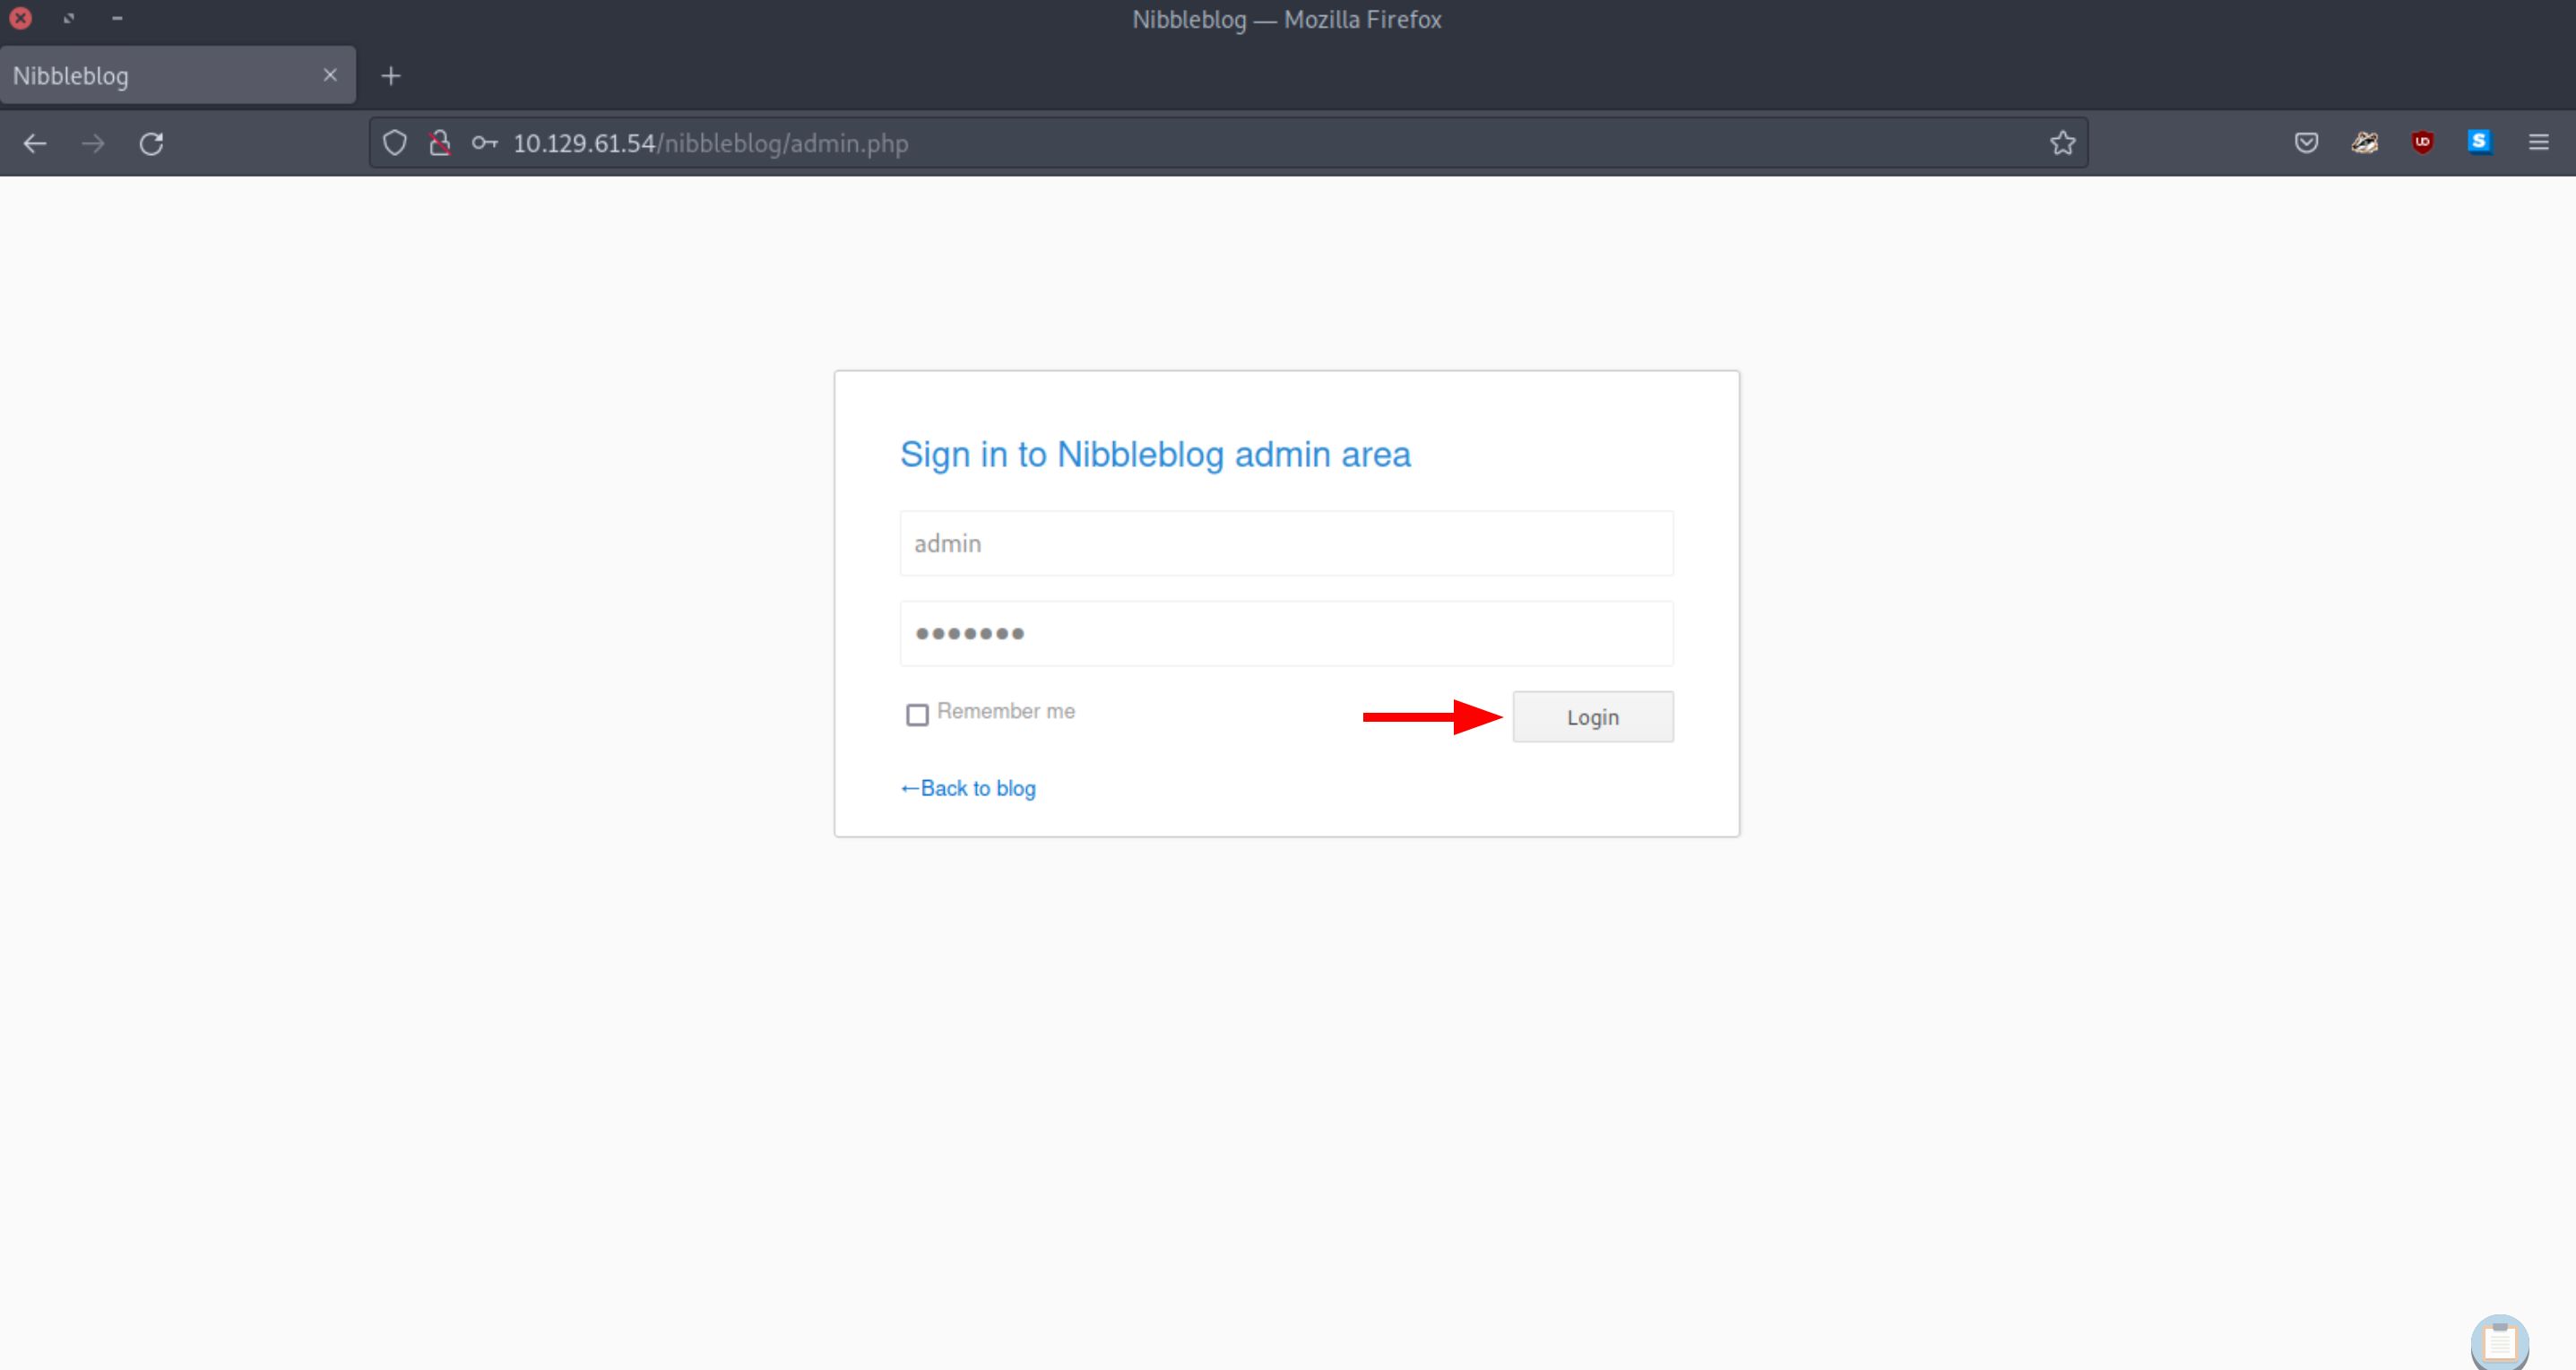 Nibbleblog — Mozilla Firefox
Nibbleblog
10.129.61.54/nibbleblog/admin.php
Sign in to Nibbleblog admin area
admin
•••••••
Remember me
Login
←Back to blog